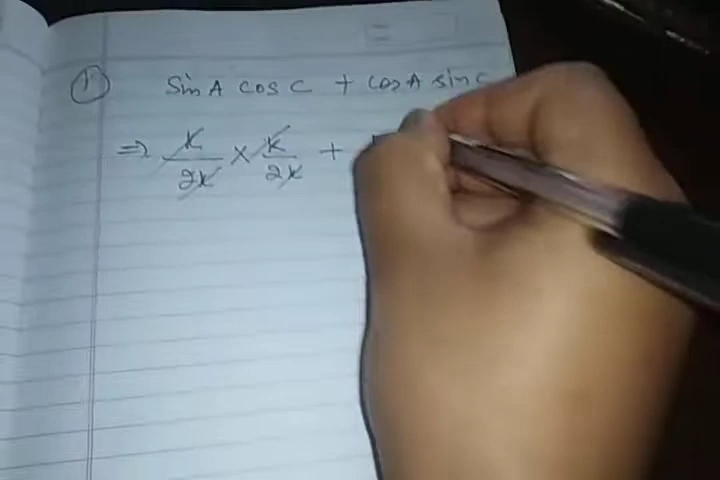 ① Sin A cos C + cos A sin C
⇒ k/2k × k/2k +